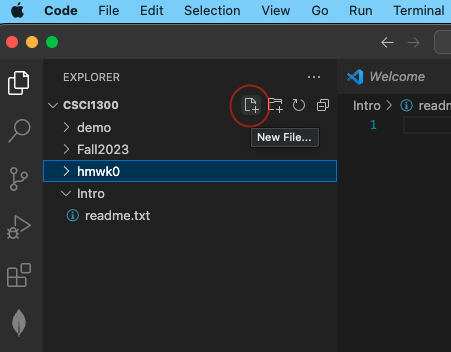 Code File Edit Selection View Go Run Terminal
EXPLORER
Welcome
CSCI1300
Intro
New File...
1
demo
Fall2023
hmwk0
Intro
readme.txt